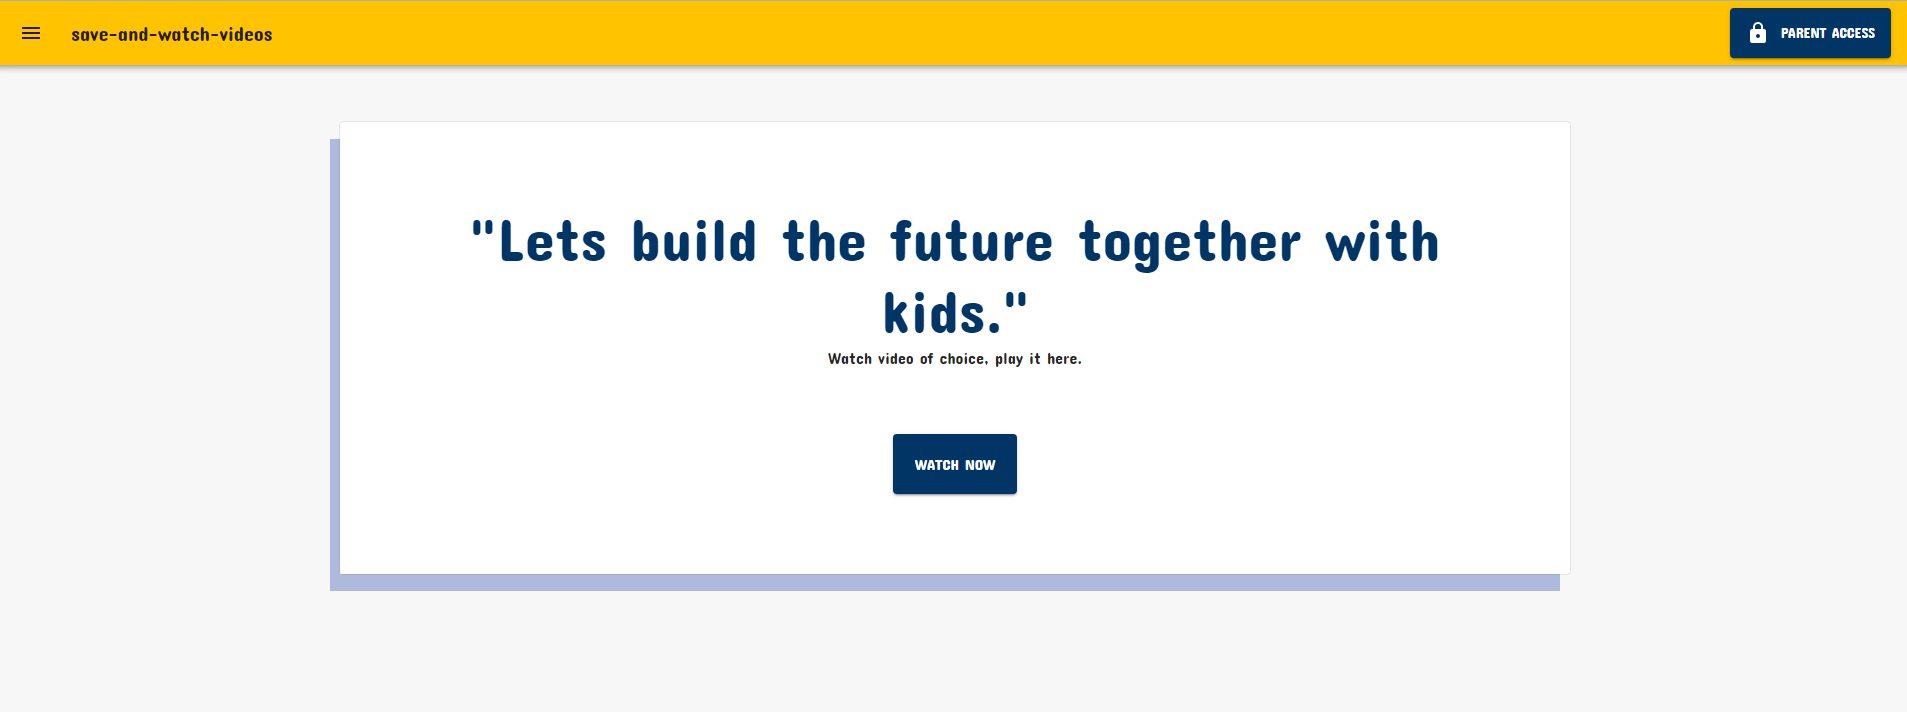 save-and-watch-videos
PARENT ACCESS
"Lets build the future together with
kids."
Watch video of choice, play it here.
WATCH NOW